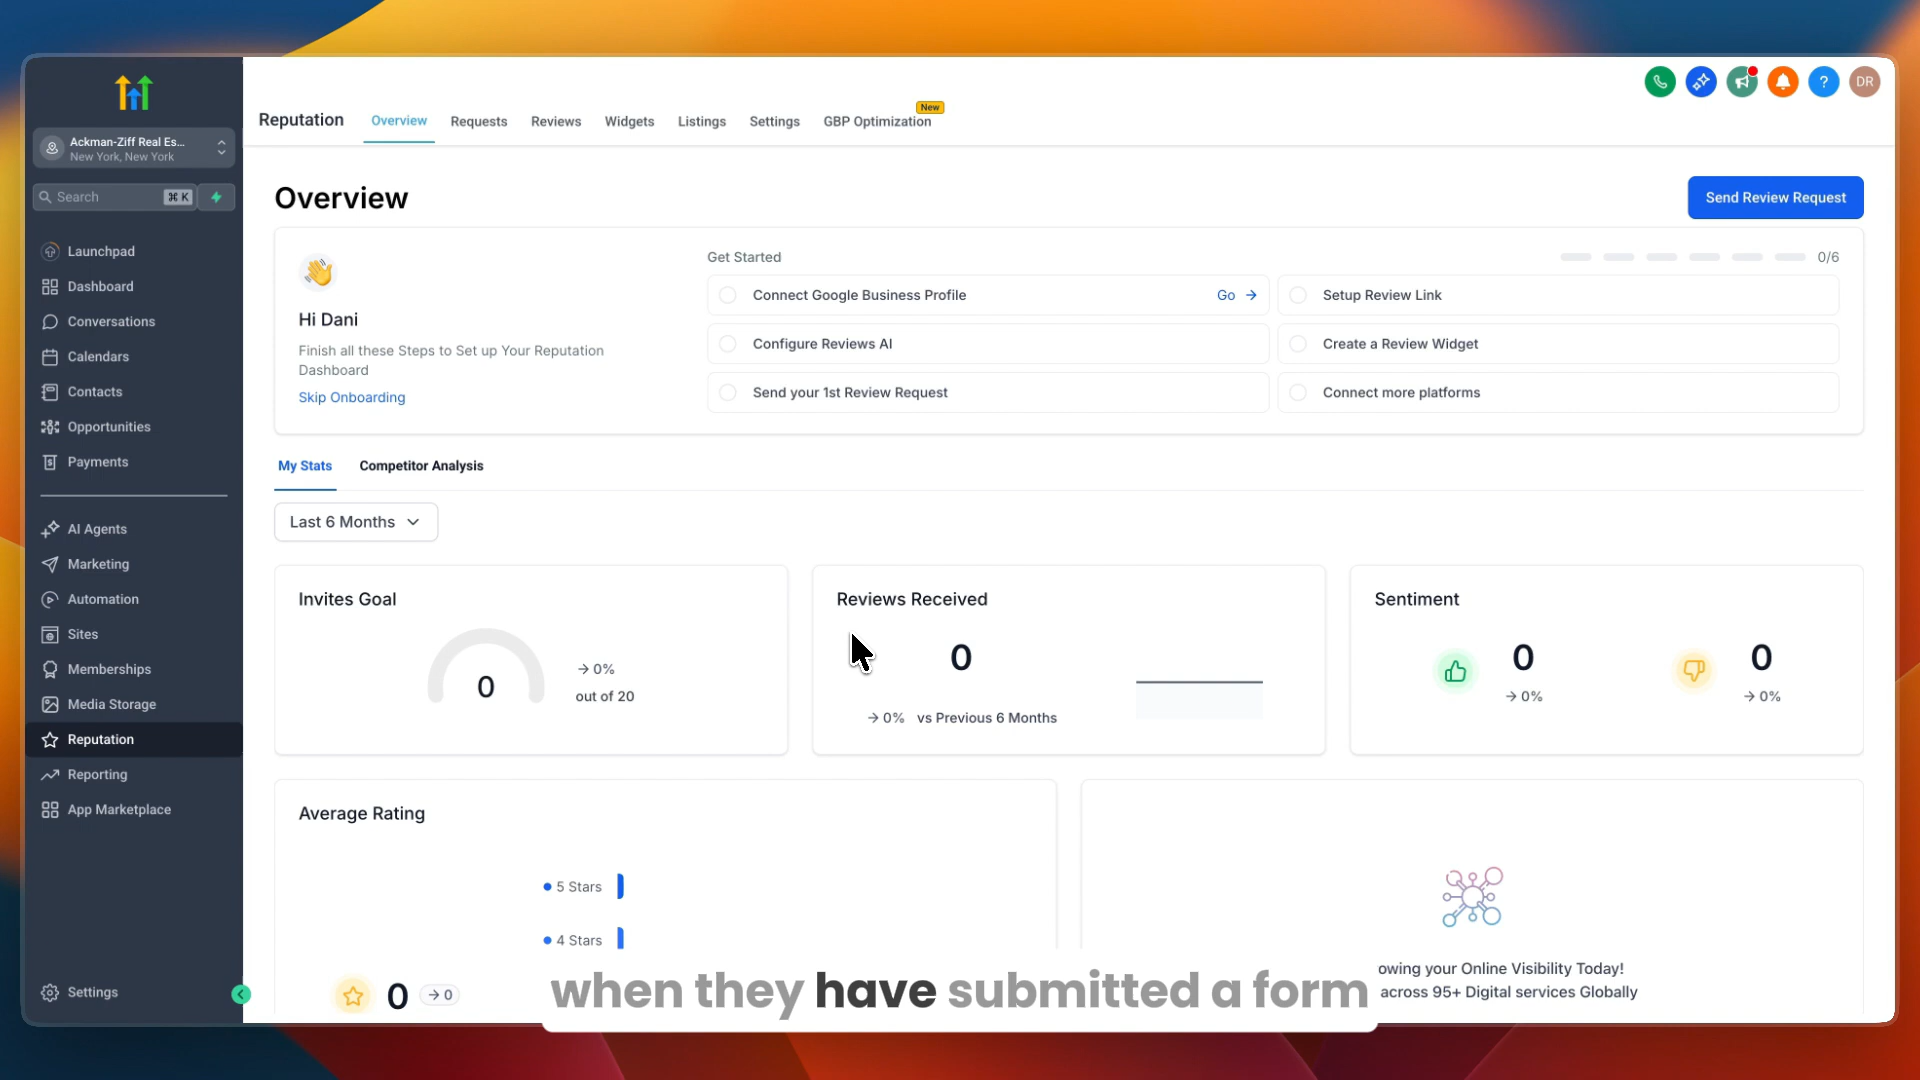 Ackman-Ziff Real Es...
New York, New York
Search
⌘ K
Launchpad
Dashboard
Conversations
Calendars
Contacts
Opportunities
Payments
AI Agents
Marketing
Automation
Sites
Memberships
Media Storage
Reputation
Reporting
App Marketplace
Settings
Reputation
Overview
Requests
Reviews
Widgets
Listings
Settings
GBP Optimization
New
?
DR
Overview
Send Review Request
Hi Dani
Finish all these Steps to Set up Your Reputation
Dashboard
Skip Onboarding
Get Started
0/6
Connect Google Business Profile
Go →
Setup Review Link
Configure Reviews AI
Create a Review Widget
Send your 1st Review Request
Connect more platforms
My Stats
Competitor Analysis
Last 6 Months
Invites Goal
0
→ 0%
out of 20
Reviews Received
0
→ 0% vs Previous 6 Months
Sentiment
0
→ 0%
0
→ 0%
Average Rating
5 Stars
4 Stars
0
→ 0
owing your Online Visibility Today!
across 95+ Digital services Globally
when they have submitted a form